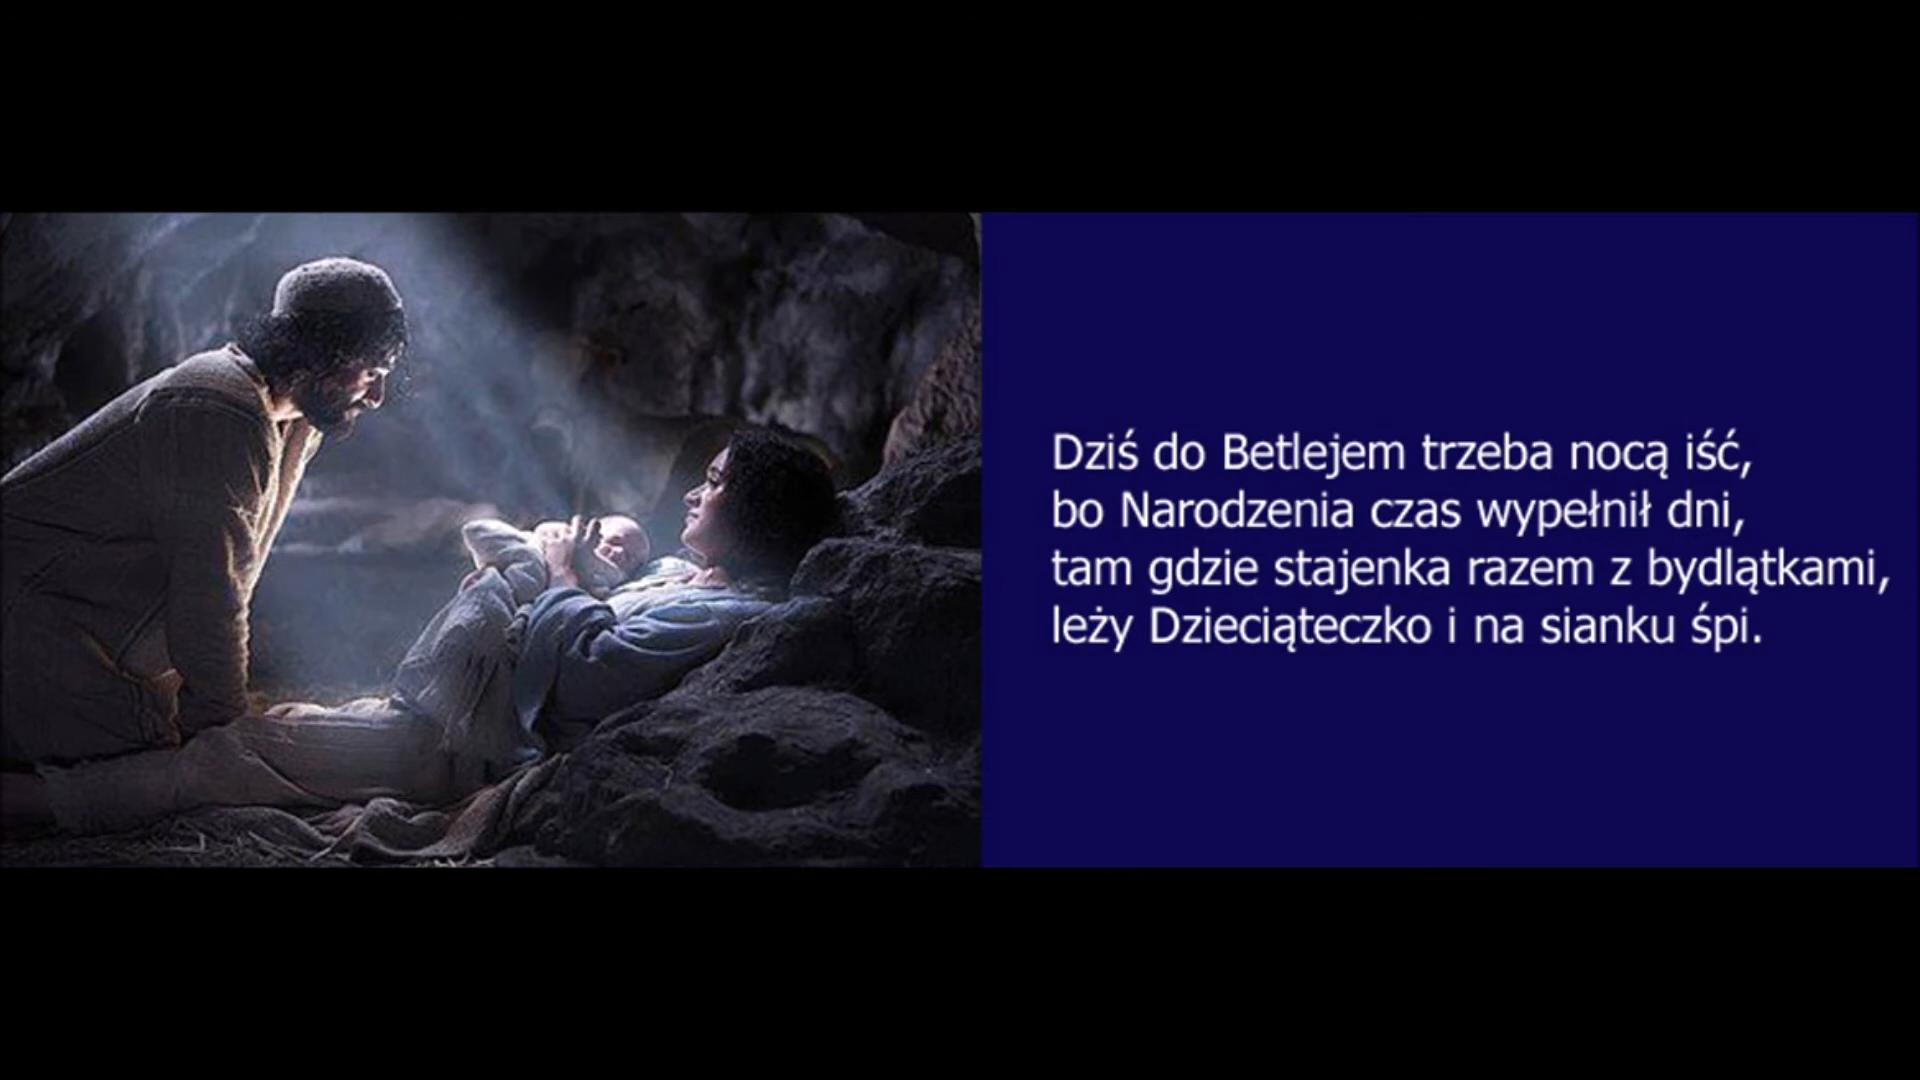 Dziś do Betlejem trzeba nocą iść,
bo Narodzenia czas wypełnił dni,
tam gdzie stajenka razem z bydlątkami,
leży Dzieciąteczko i na sianku śpi.